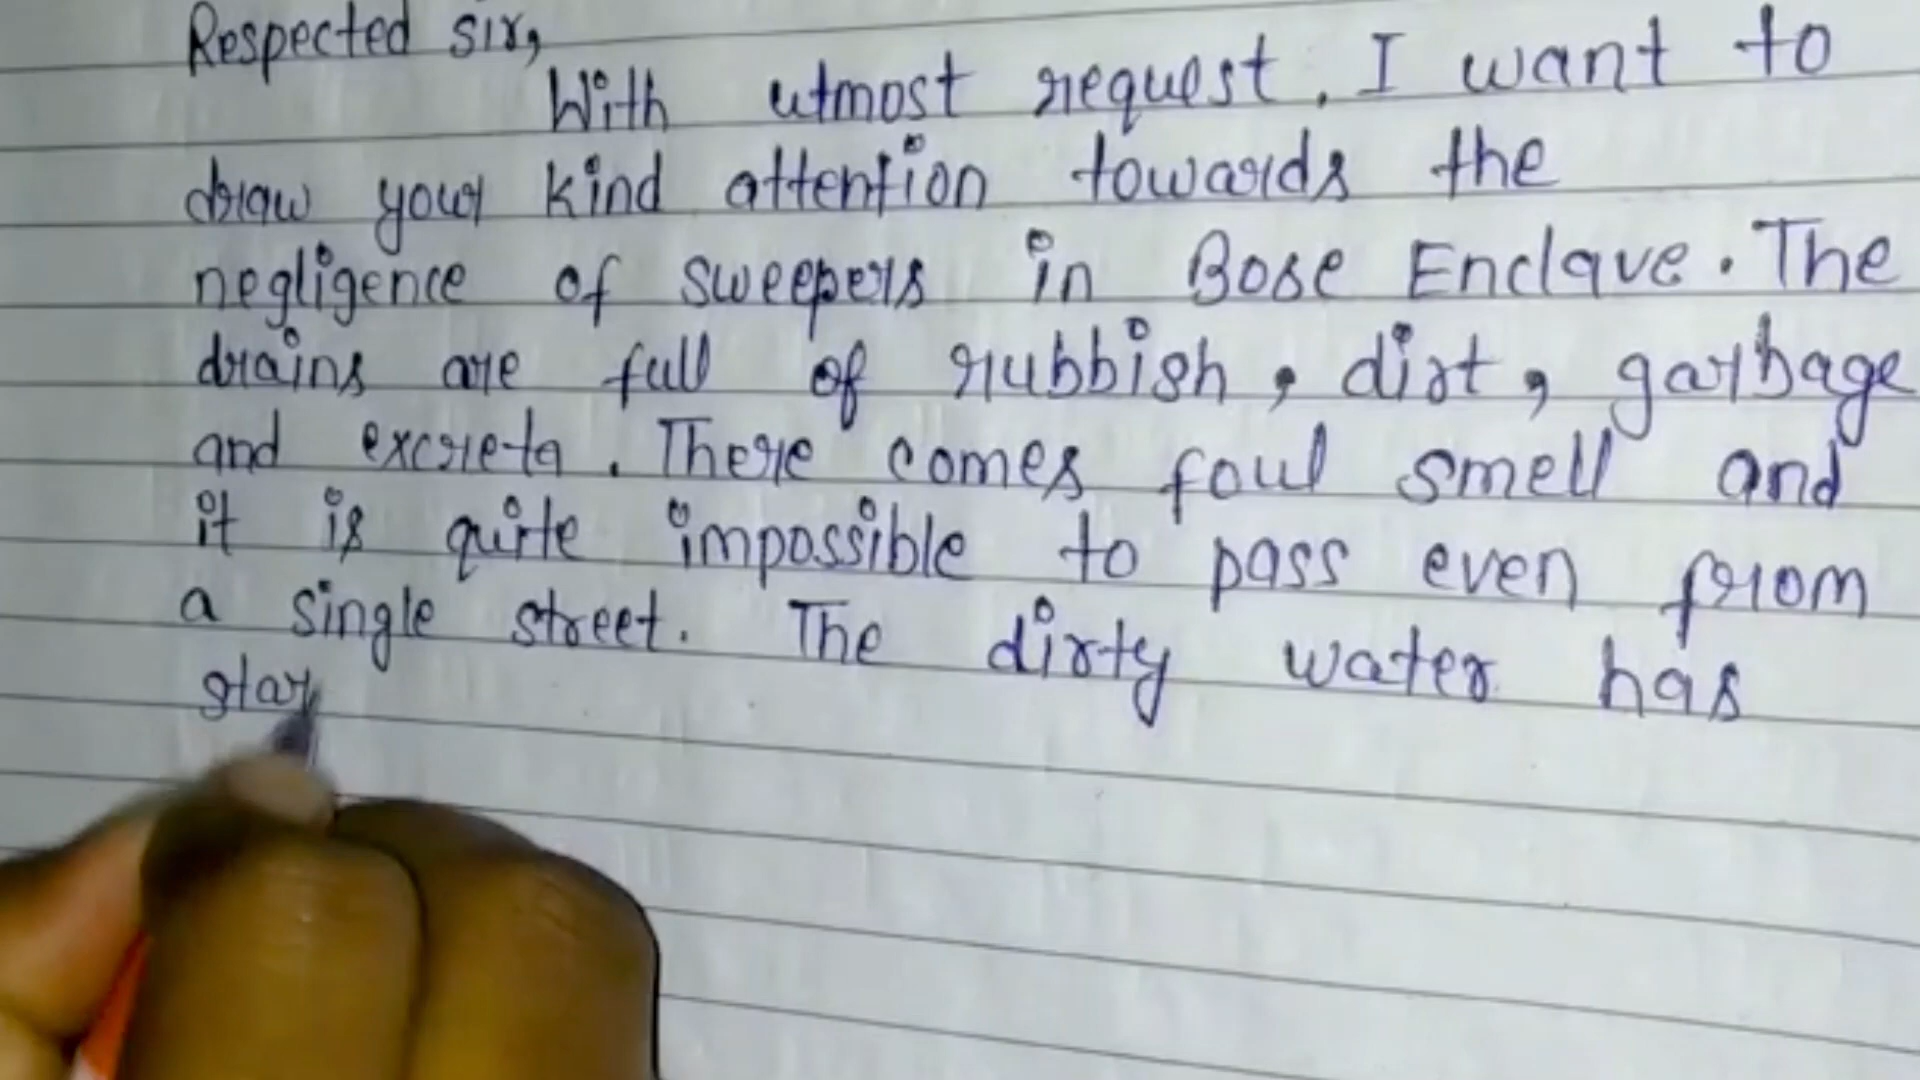 Respected sir,
With utmost request. I want to
draw your kind attention towards the
negligence of sweepers in Bose Enclave. The
drains are full of rubbish, dirt, garbage
and excreta. There comes foul smell and
it is quite impossible to pass even from
a single street. The dirty water has
star